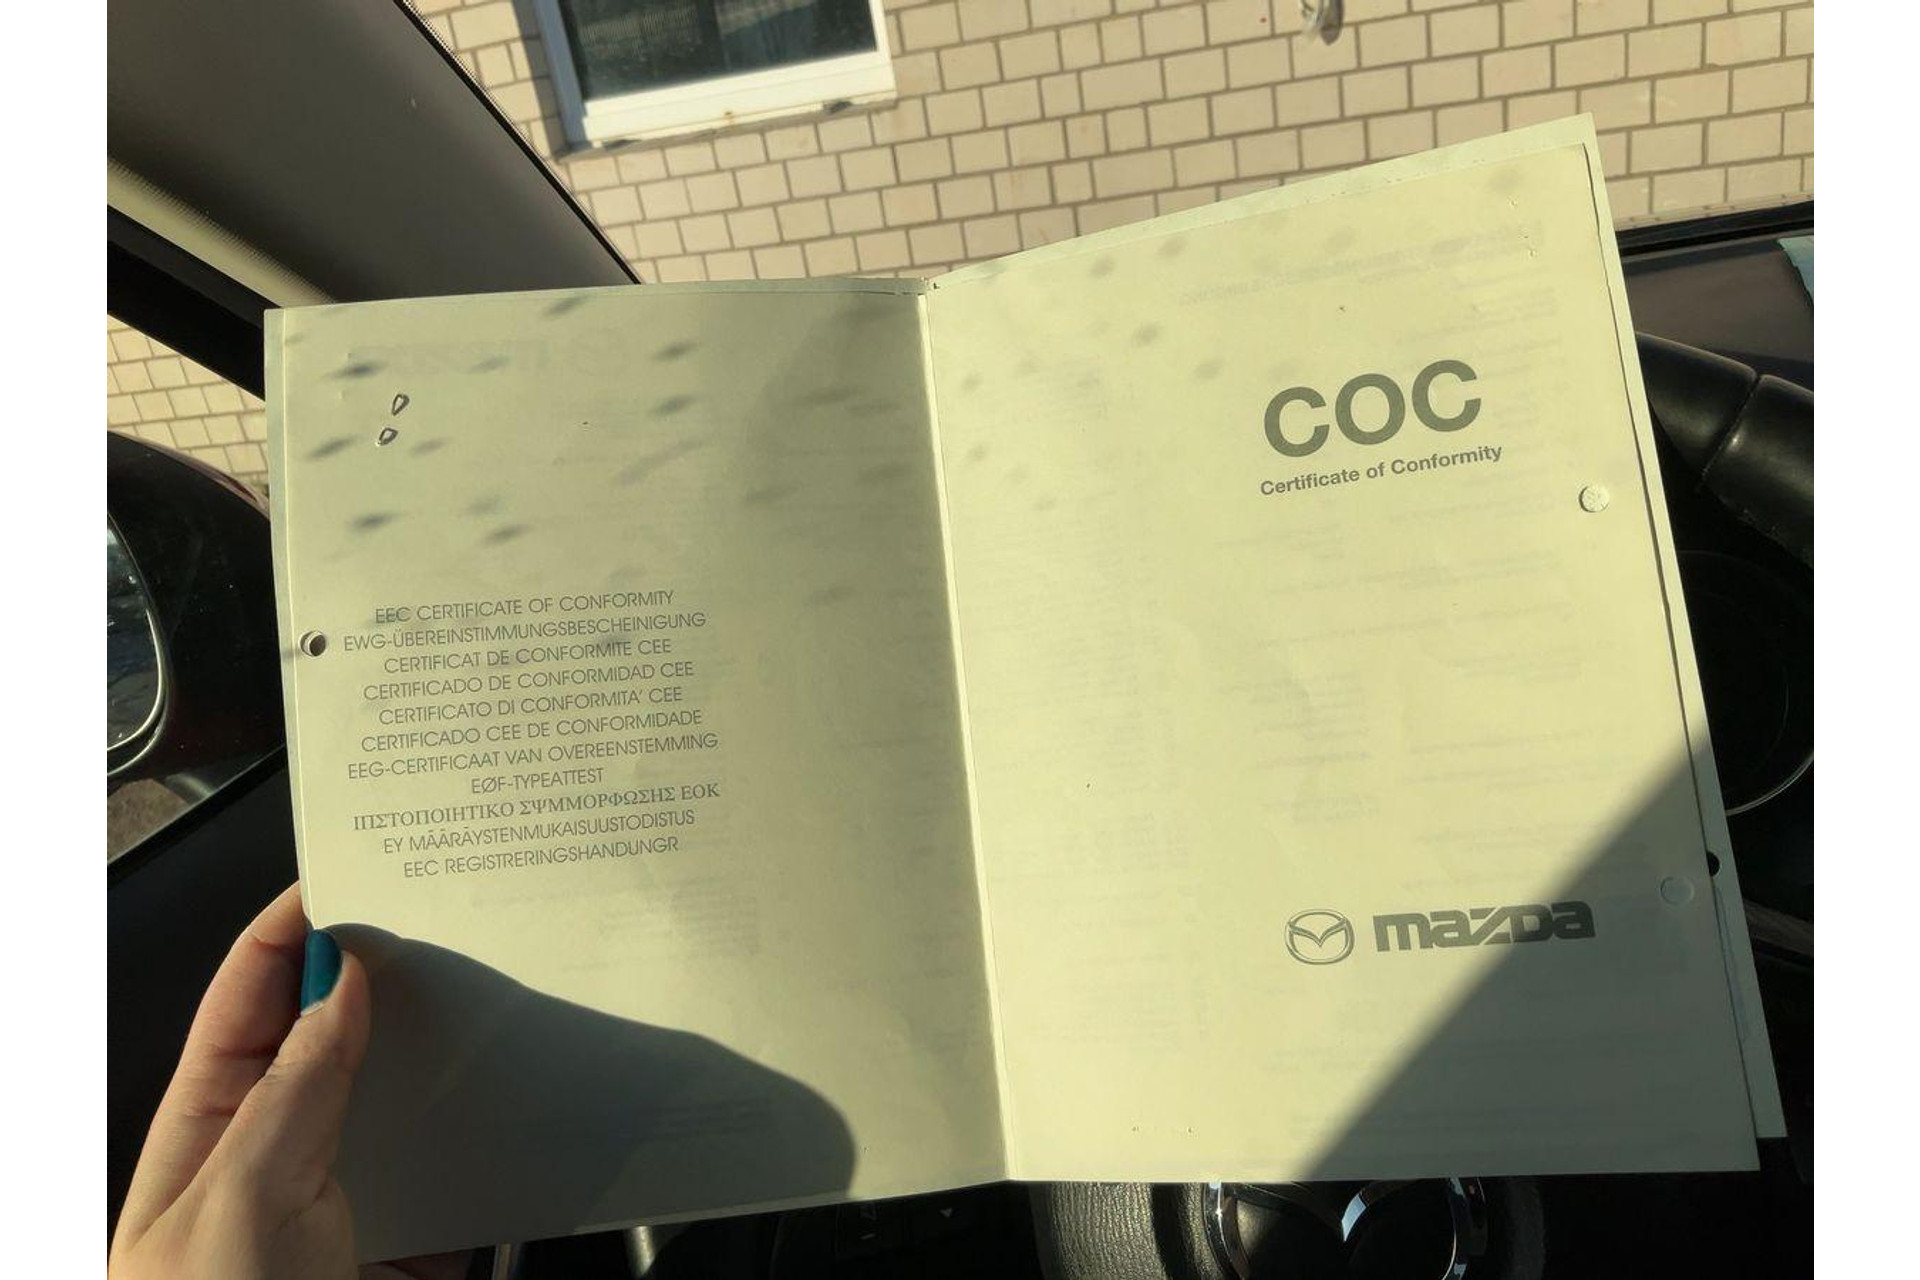 EEC CERTIFICATE OF CONFORMITY
EWG-ÜBEREINSTIMMUNGSBESCHEINIGUNG
CERTIFICAT DE CONFORMITE CEE
CERTIFICADO DE CONFORMIDAD CEE
CERTIFICATO DI CONFORMITA' CEE
CERTIFICADO CEE DE CONFORMIDADE
EEG-CERTIFICAAT VAN OVEREENSTEMMING
EØF-TYPEATTEST
ΙΠΣΤΟΠΟΙΗΤΙΚΟ ΣΨΜΜΟΡΦΩΣΗΣ ΕΟΚ
EY MÄÄRÄYSTENMUKAISUUSTODISTUS
EEC REGISTRERINGSHANDUNGR
COC
Certificate of Conformity
mazda